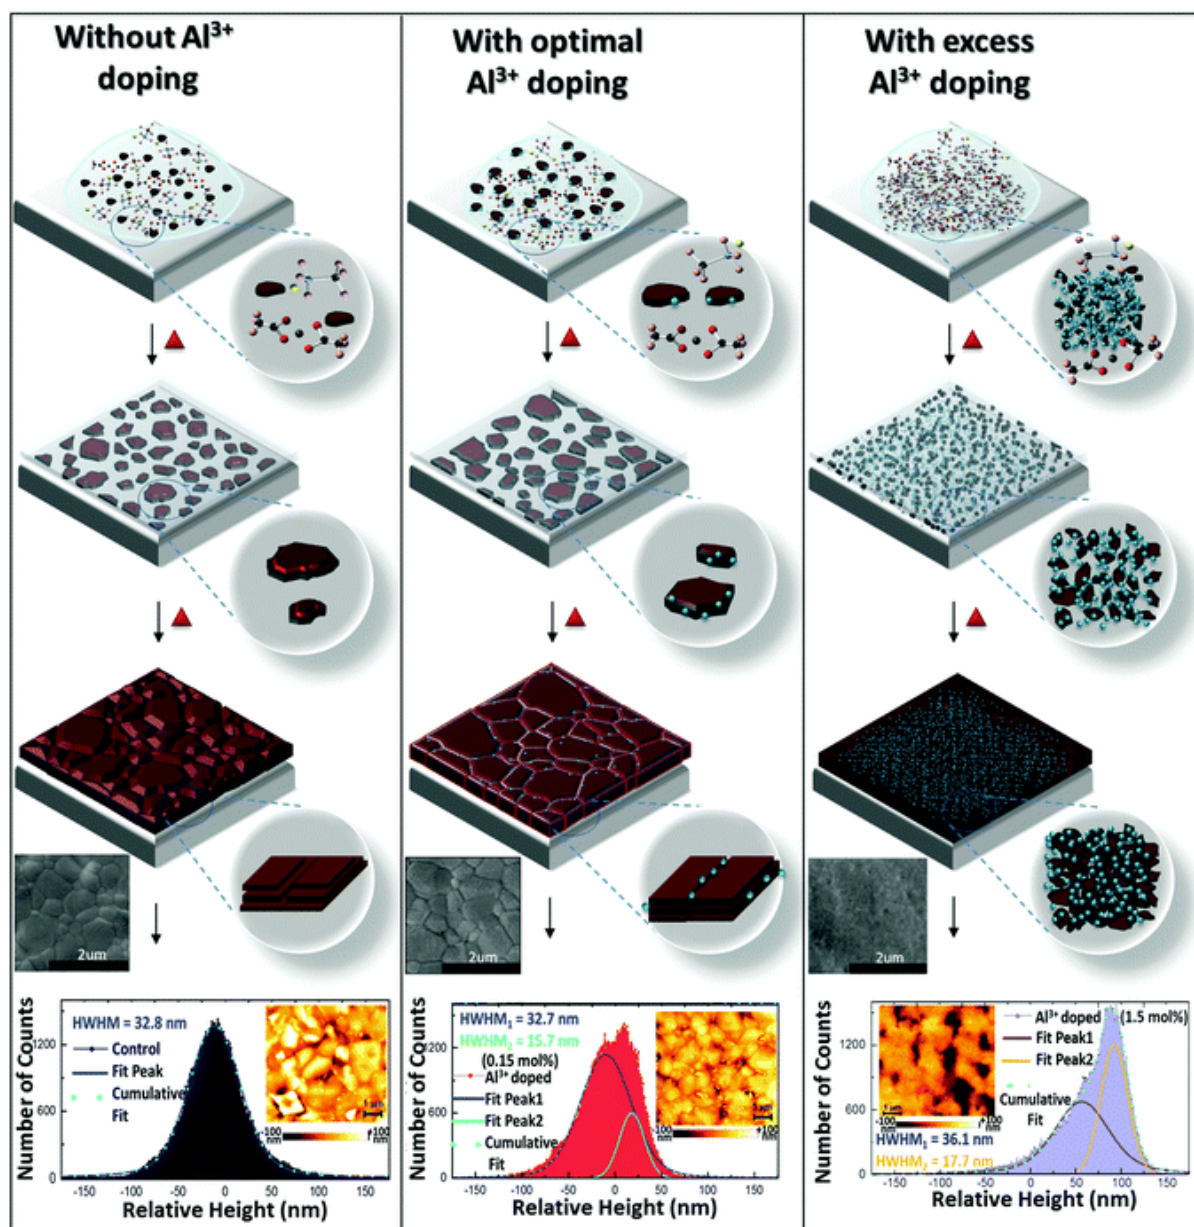 Without Al³⁺
doping
With optimal
Al³⁺ doping
With excess
Al³⁺ doping
2um
2um
2um
Number of Counts
1200
600
0
HWHM = 32.8 nm
Control
Fit Peak
Cumulative
Fit
1 µm
-100
nm
+100
nm
-150 -100 -50 0 50 100 150
Relative Height (nm)
Number of Counts
1200
600
0
HWHM₁ = 32.7 nm
HWHM₂ = 15.7 nm
(0.15 mol%)
Al³⁺ doped
Fit Peak1
Fit Peak2
Cumulative
Fit
1µm
-100
nm
+100
nm
-150 -100 -50 0 50 100 150
Relative Height (nm)
Number of Counts
1200
600
0
Al³⁺ doped (1.5 mol%)
Fit Peak1
Fit Peak2
Cumulative
Fit
-100
nm
+100
nm
HWHM₁ = 36.1 nm
HWHM₂ = 17.7 nm
-150 -100 -50 0 50 100 150
Relative Height (nm)